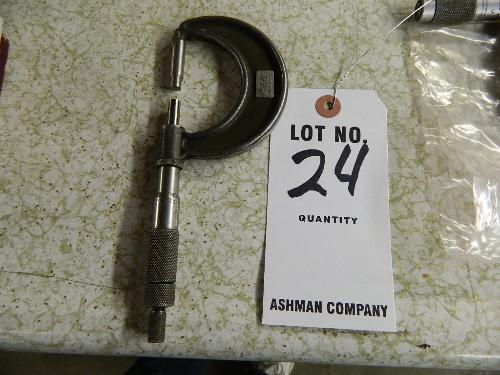 LOT NO.
24
QUANTITY
ASHMAN COMPANY